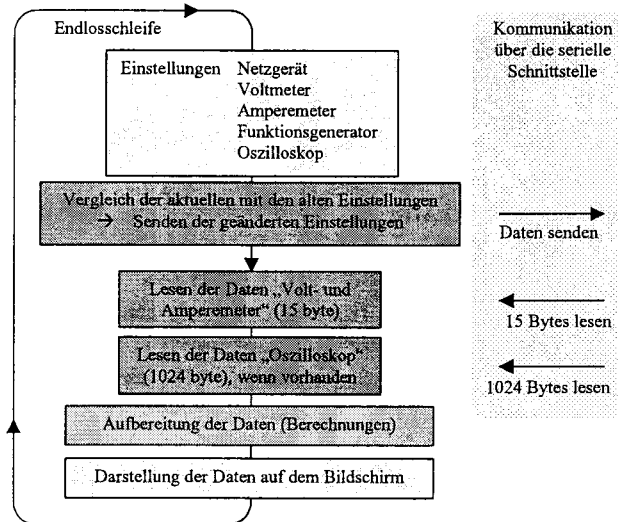 Endlosschleife
Einstellungen Netzgerät
Voltmeter
Amperemeter
Funktionsgenerator
Oszilloskop
Vergleich der aktuellen mit den alten Einstellungen
→ Senden der geänderten Einstellungen
Lesen der Daten „Volt- und
Amperemeter“ (15 byte)
Lesen der Daten „Oszilloskop“
(1024 byte), wenn vorhanden
Aufbereitung der Daten (Berechnungen)
Darstellung der Daten auf dem Bildschirm
Kommunikation
über die serielle
Schnittstelle
Daten senden
15 Bytes lesen
1024 Bytes lesen